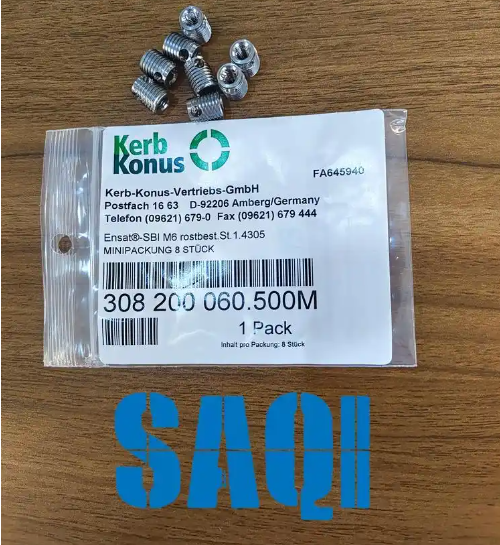 Kerb
Konus
FA645940
Kerb-Konus-Vertriebs-GmbH
Postfach 16 63 D-92206 Amberg/Germany
Telefon (09621) 679-0 Fax (09621) 679 444
Ensat®-SBI M6 rostbest.St.1.4305
MINIPACKUNG 8 STÜCK
308 200 060.500M
1 Pack
Inhalt pro Packung: 8 Stück
SAQI